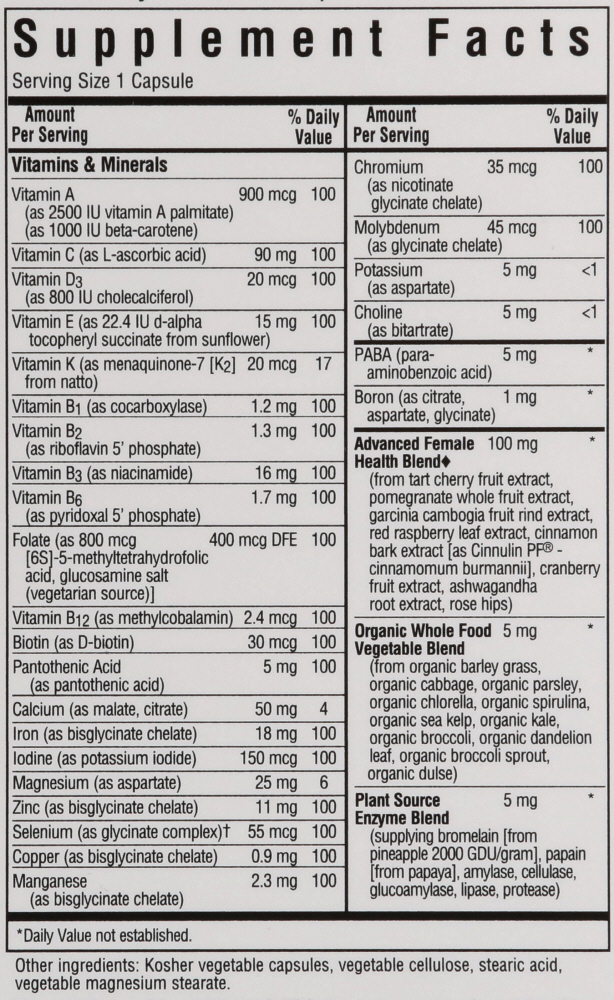 Supplement Facts
Serving Size 1 Capsule
Amount Per Serving % Daily Value
Vitamins & Minerals
Vitamin A 900 mcg 100
(as 2500 IU vitamin A palmitate)
(as 1000 IU beta-carotene)
Vitamin C (as L-ascorbic acid) 90 mg 100
Vitamin D3 20 mcg 100
(as 800 IU cholecalciferol)
Vitamin E (as 22.4 IU d-alpha 15 mg 100
tocopheryl succinate from sunflower)
Vitamin K (as menaquinone-7 [K2] 20 mcg 17
from natto)
Vitamin B1 (as cocarboxylase) 1.2 mg 100
Vitamin B2 1.3 mg 100
(as riboflavin 5' phosphate)
Vitamin B3 (as niacinamide) 16 mg 100
Vitamin B6 1.7 mg 100
(as pyridoxal 5' phosphate)
Folate (as 800 mcg 400 mcg DFE 100
[6S]-5-methyltetrahydrofolic
acid, glucosamine salt
(vegetarian source)]
Vitamin B12 (as methylcobalamin) 2.4 mcg 100
Biotin (as D-biotin) 30 mcg 100
Pantothenic Acid 5 mg 100
(as pantothenic acid)
Calcium (as malate, citrate) 50 mg 4
Iron (as bisglycinate chelate) 18 mg 100
Iodine (as potassium iodide) 150 mcg 100
Magnesium (as aspartate) 25 mg 6
Zinc (as bisglycinate chelate) 11 mg 100
Selenium (as glycinate complex)† 55 mcg 100
Copper (as bisglycinate chelate) 0.9 mg 100
Manganese 2.3 mg 100
(as bisglycinate chelate)
Amount Per Serving % Daily Value
Chromium 35 mcg 100
(as nicotinate
glycinate chelate)
Molybdenum 45 mcg 100
(as glycinate chelate)
Potassium 5 mg <1
(as aspartate)
Choline 5 mg <1
(as bitartrate)
PABA (para- 5 mg *
aminobenzoic acid)
Boron (as citrate, 1 mg *
aspartate, glycinate)
Advanced Female 100 mg *
Health Blend♦
(from tart cherry fruit extract,
pomegranate whole fruit extract,
garcinia cambogia fruit rind extract,
red raspberry leaf extract, cinnamon
bark extract [as Cinnulin PF® -
cinnamomum burmannii], cranberry
fruit extract, ashwagandha
root extract, rose hips)
Organic Whole Food 5 mg *
Vegetable Blend
(from organic barley grass,
organic cabbage, organic parsley,
organic chlorella, organic spirulina,
organic sea kelp, organic kale,
organic broccoli, organic dandelion
leaf, organic broccoli sprout,
organic dulse)
Plant Source 5 mg *
Enzyme Blend
(supplying bromelain [from
pineapple 2000 GDU/gram], papain
[from papaya], amylase, cellulase,
glucoamylase, lipase, protease)
*Daily Value not established.
Other ingredients: Kosher vegetable capsules, vegetable cellulose, stearic acid,
vegetable magnesium stearate.